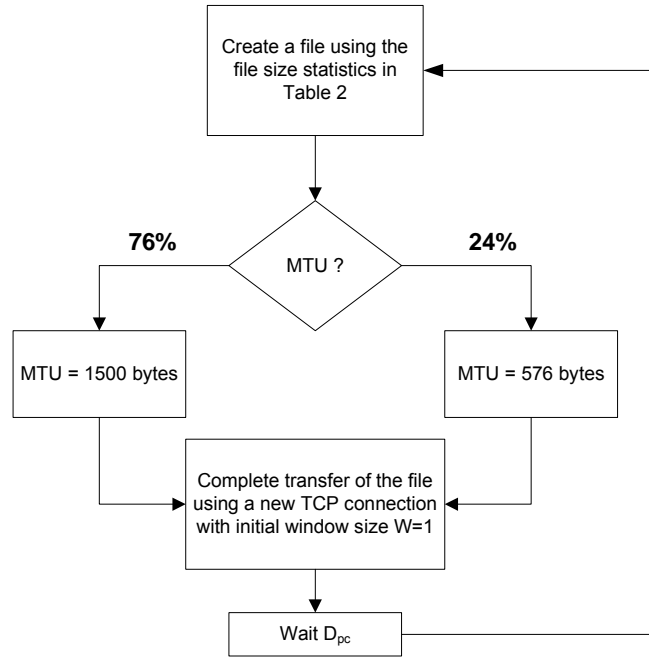 Create a file using the
file size statistics in
Table 2
76%
24%
MTU ?
MTU = 1500 bytes
MTU = 576 bytes
Complete transfer of the file
using a new TCP connection
with initial window size W=1
Wait Dpc